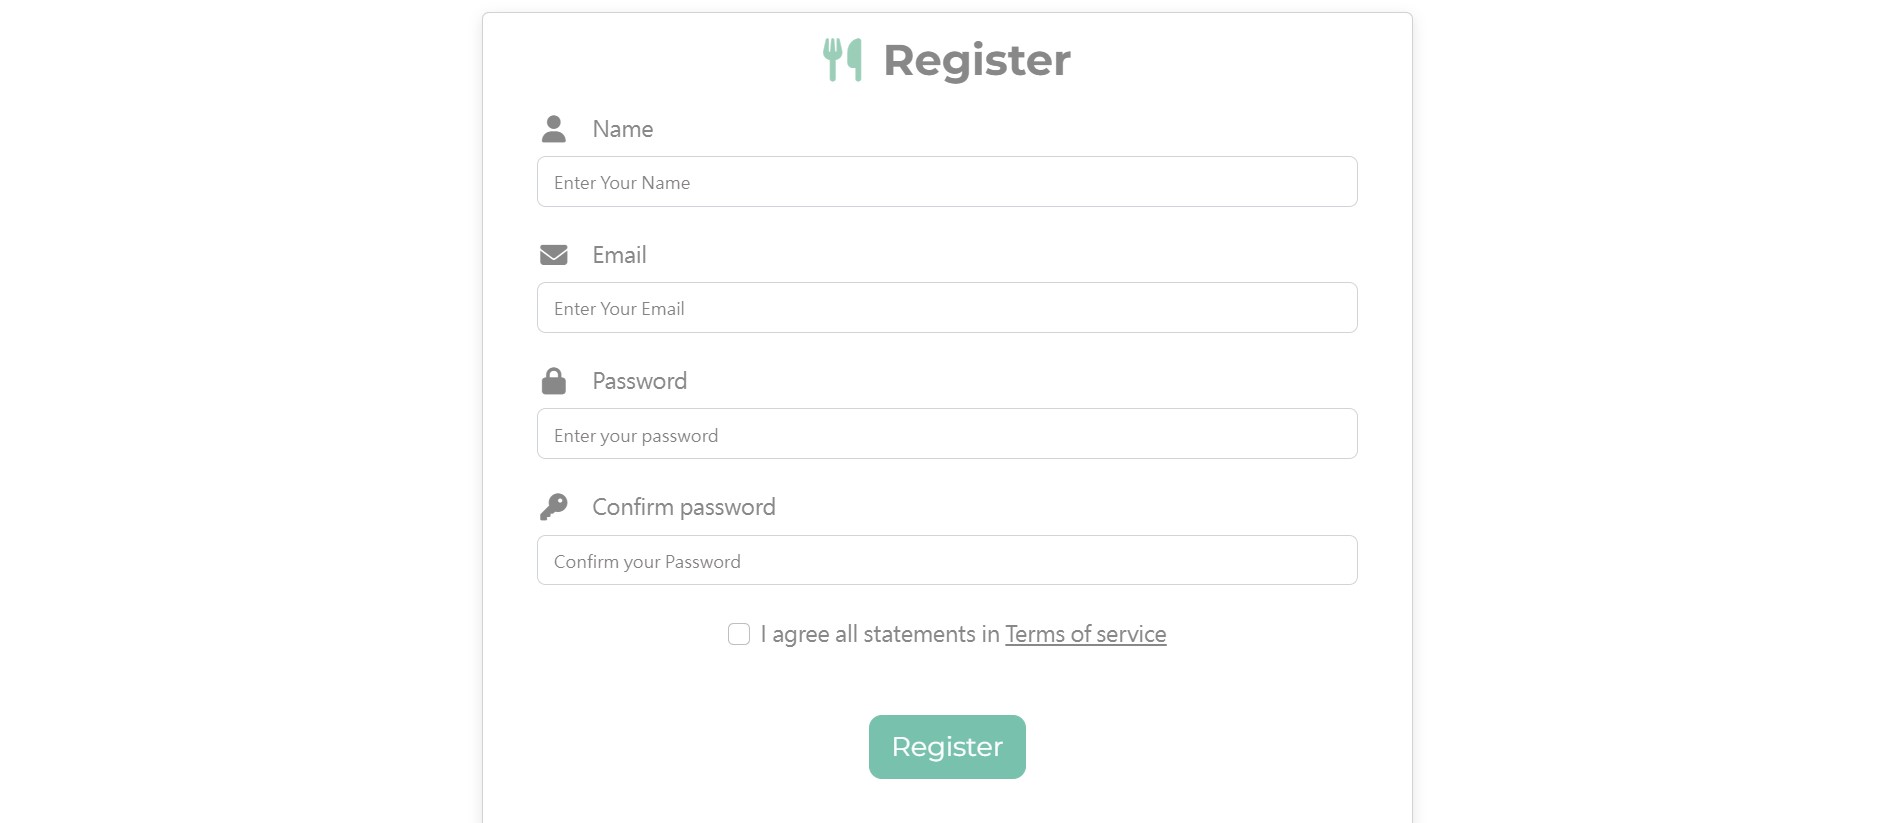 Register
Name
Enter Your Name
Email
Enter Your Email
Password
Enter your password
Confirm password
Confirm your Password
I agree all statements in Terms of service
Register